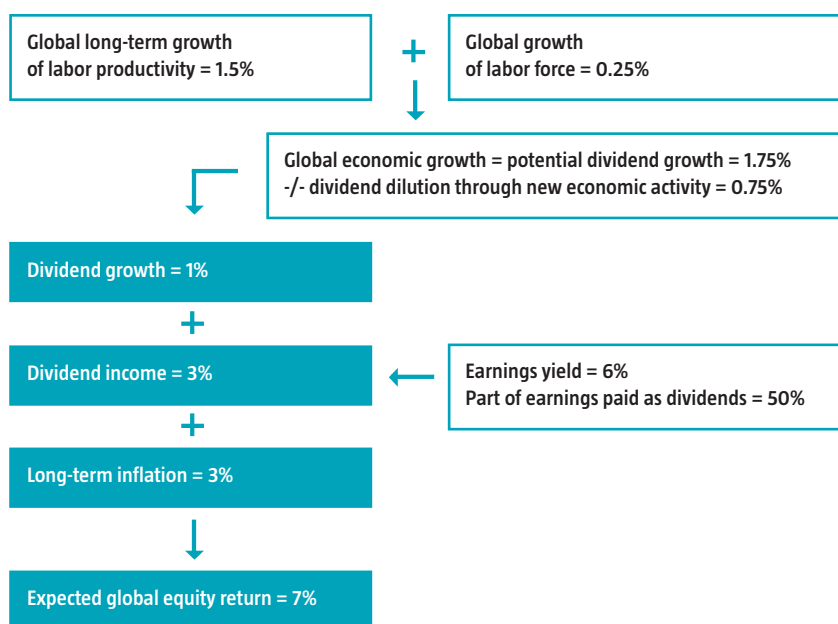 Global long-term growth
of labor productivity = 1.5%
+
Global growth
of labor force = 0.25%
Global economic growth = potential dividend growth = 1.75%
-/- dividend dilution through new economic activity = 0.75%
Dividend growth = 1%
+
Dividend income = 3%
Earnings yield = 6%
Part of earnings paid as dividends = 50%
+
Long-term inflation = 3%
Expected global equity return = 7%